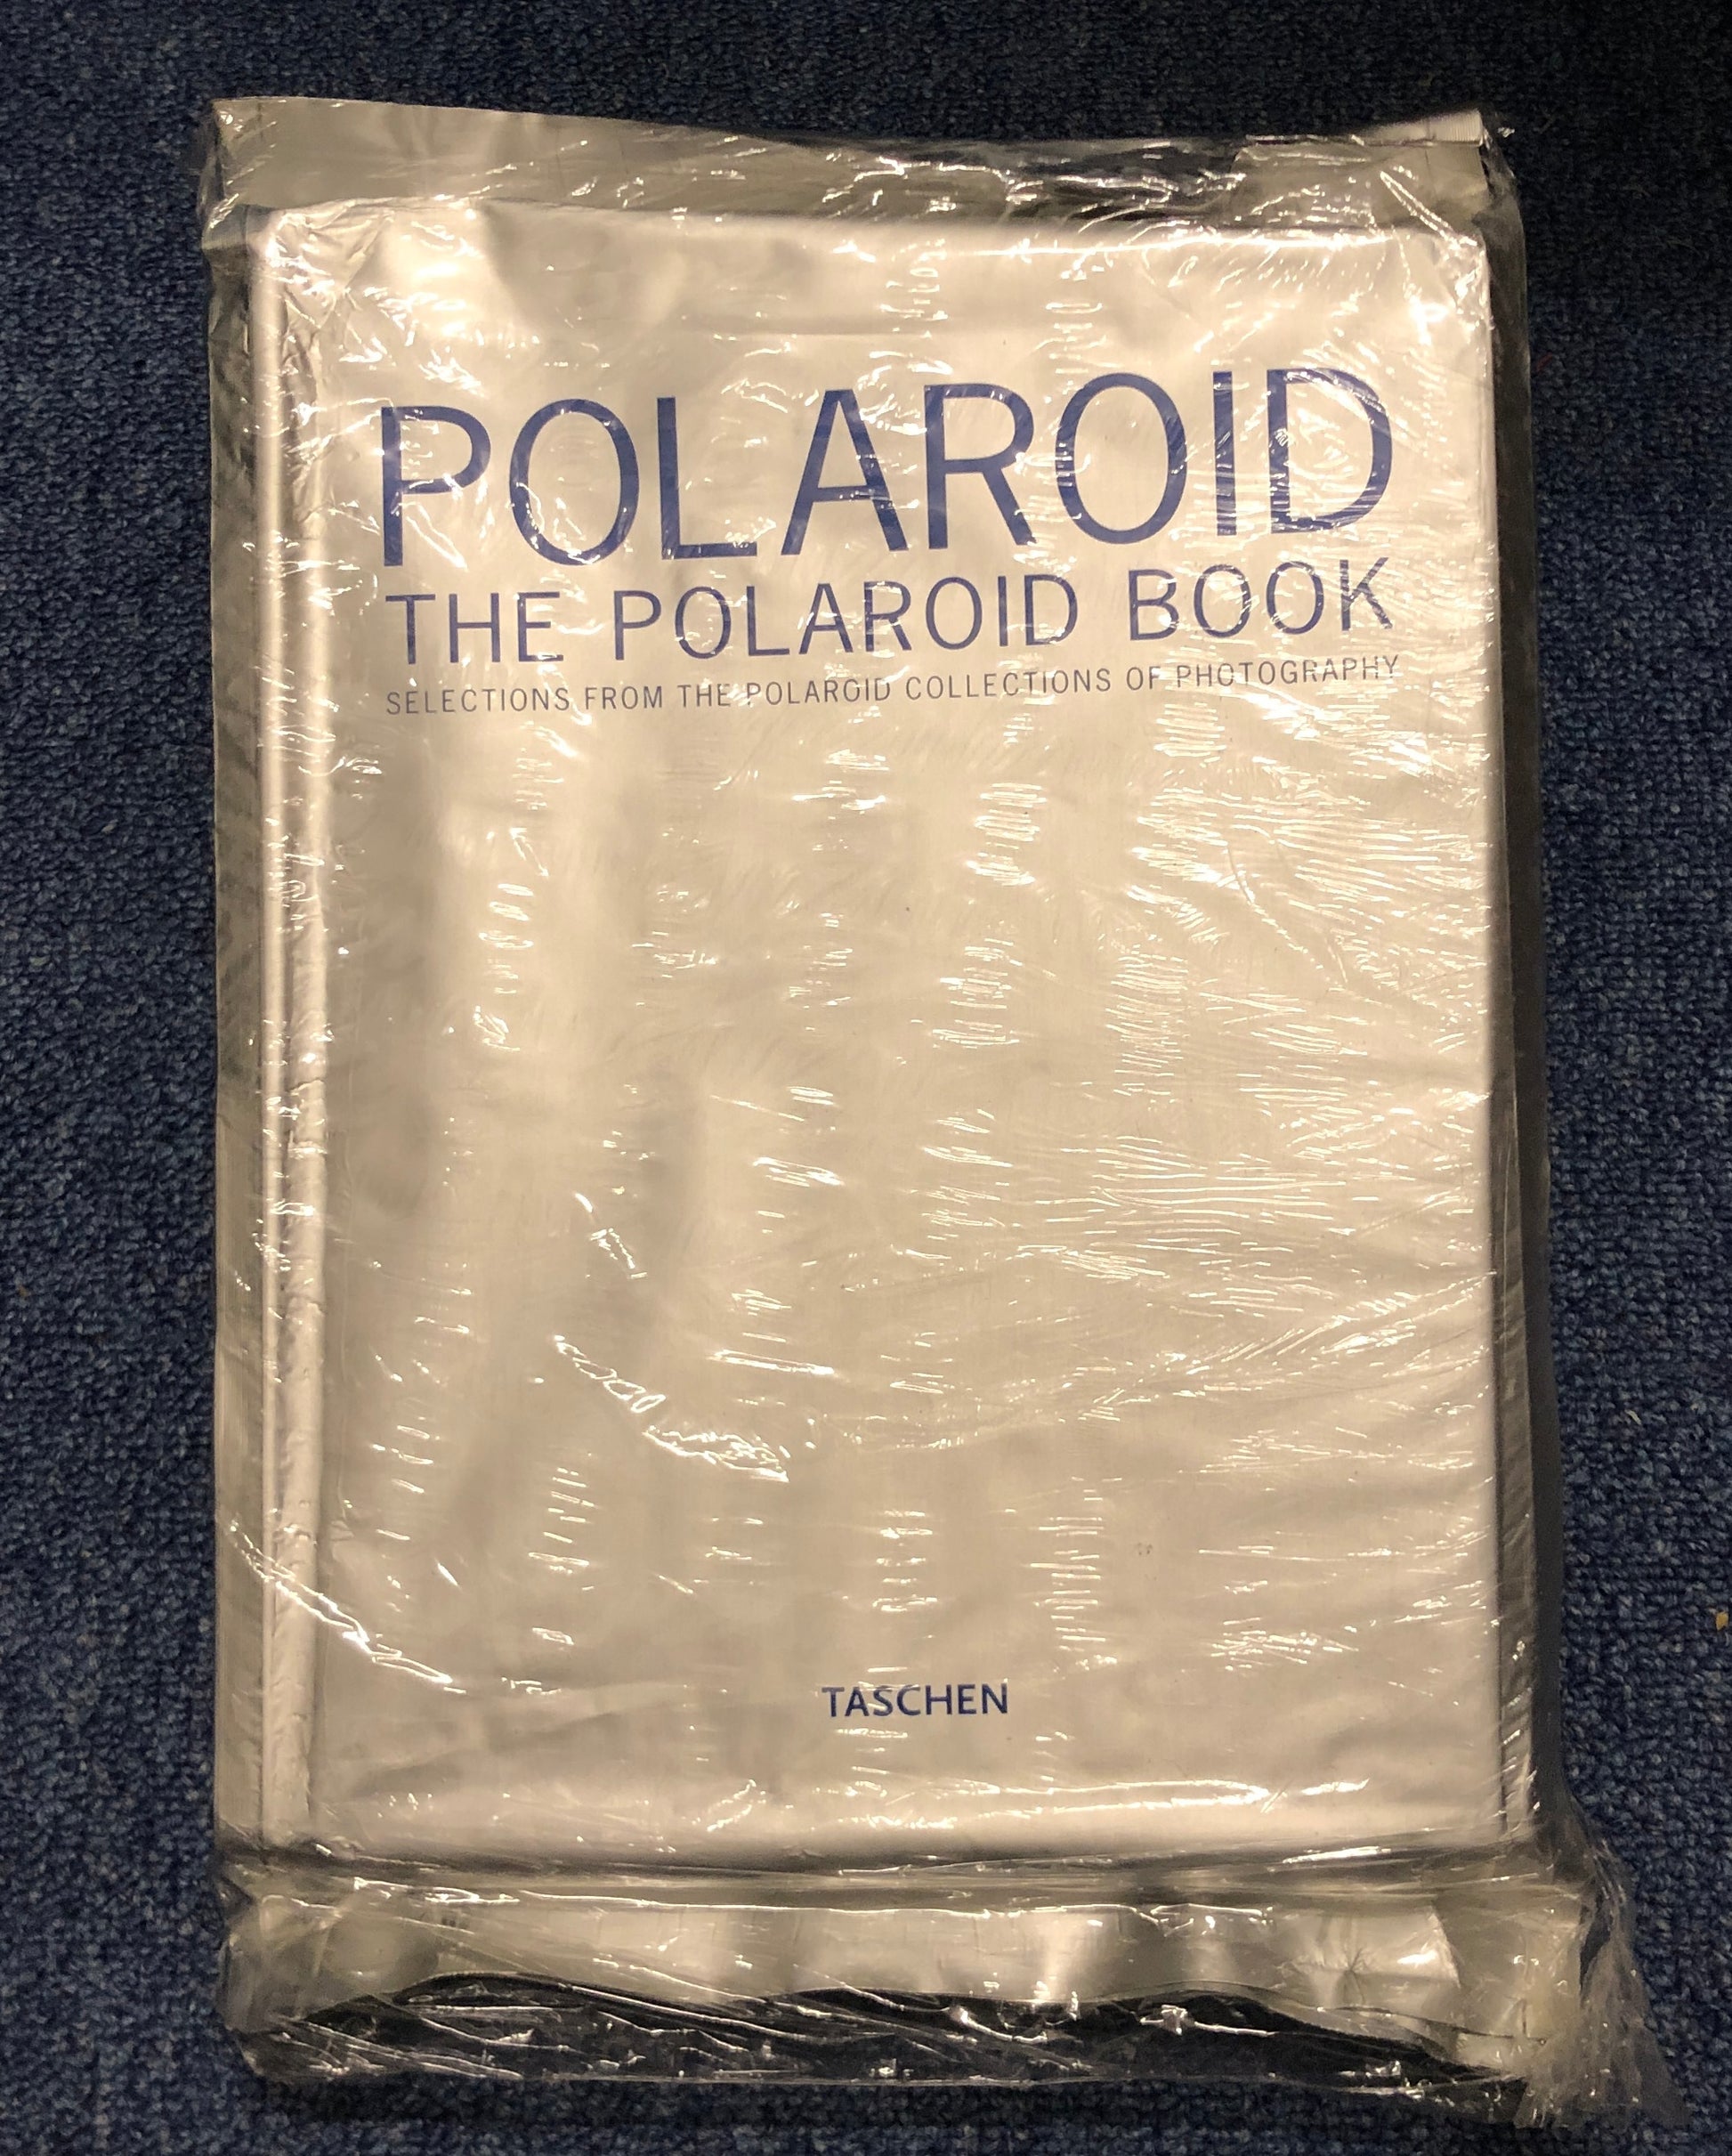 POLAROID
THE POLAROID BOOK
SELECTIONS FROM THE POLAROID COLLECTIONS OF PHOTOGRAPHY
TASCHEN